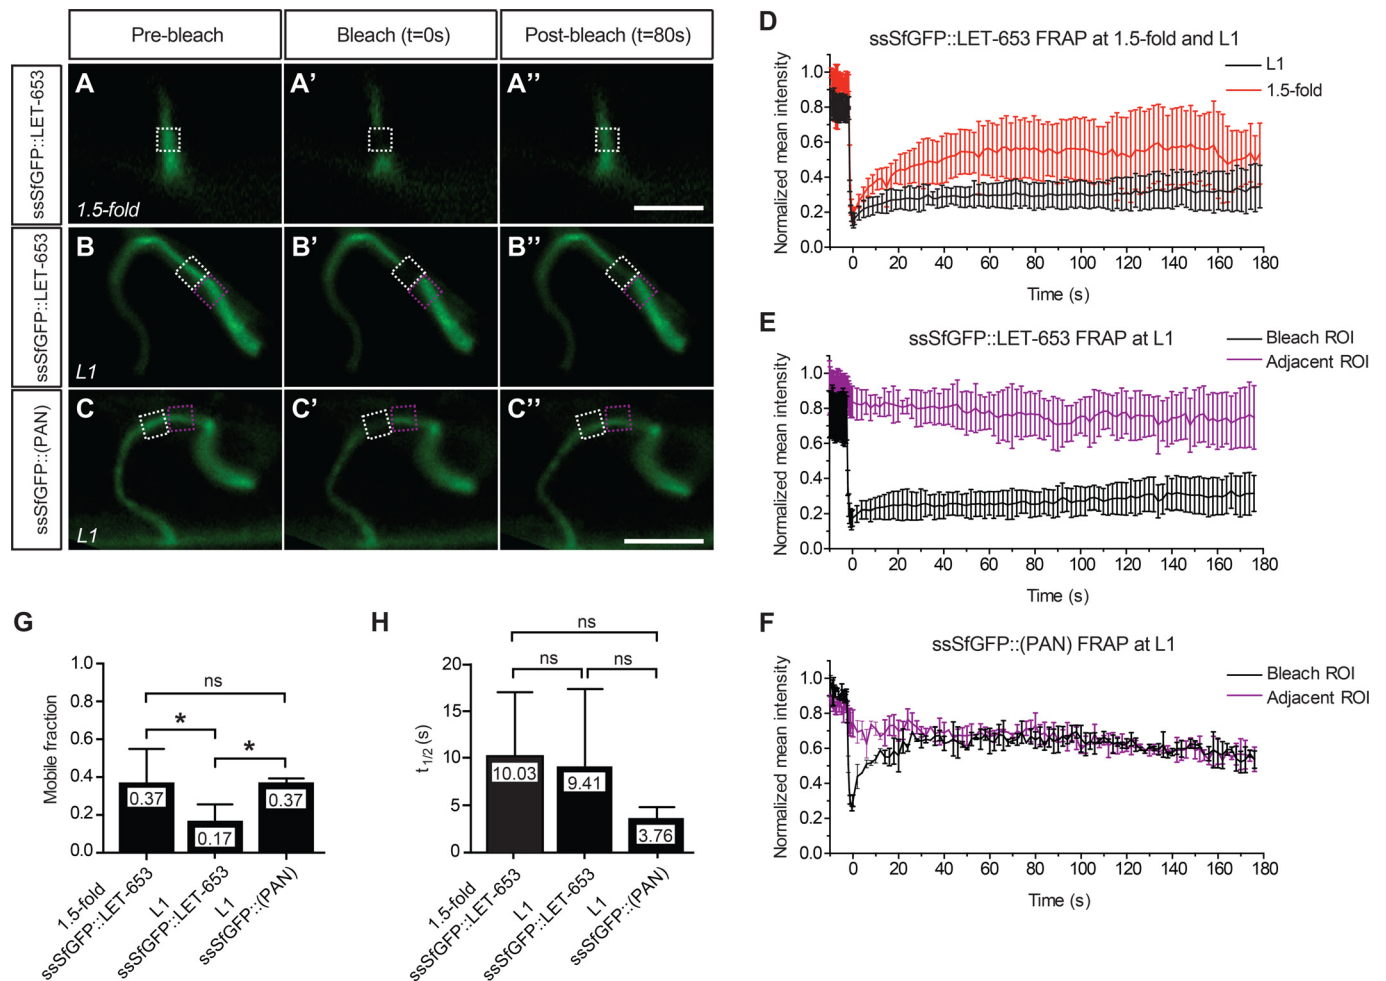 Pre-bleach
Bleach (t=0s)
Post-bleach (t=80s)
ssSfGFP::LET-653
A
1.5-fold
A'
A''
ssSfGFP::LET-653
B
L1
B'
B''
ssSfGFP::(PAN)
C
L1
C'
C''
D
ssSfGFP::LET-653 FRAP at 1.5-fold and L1
L1
1.5-fold
Normalized mean intensity
1.0
0.8
0.6
0.4
0.2
0.0
0 20 40 60 80 100 120 140 160 180
Time (s)
E
ssSfGFP::LET-653 FRAP at L1
Bleach ROI
Adjacent ROI
Normalized mean intensity
1.0
0.8
0.6
0.4
0.2
0.0
0 20 40 60 80 100 120 140 160 180
Time (s)
F
ssSfGFP::(PAN) FRAP at L1
Bleach ROI
Adjacent ROI
Normalized mean intensity
1.0
0.8
0.6
0.4
0.2
0.0
0 20 40 60 80 100 120 140 160 180
Time (s)
G
Mobile fraction
1.0
0.8
0.6
0.4
0.2
0.0
ns
*
*
0.37
0.17
0.37
1.5-fold
ssSfGFP::LET-653
L1
ssSfGFP::LET-653
L1
ssSfGFP::(PAN)
H
t1/2 (s)
20
15
10
5
0
ns
ns
ns
10.03
9.41
3.76
1.5-fold
ssSfGFP::LET-653
L1
ssSfGFP::LET-653
L1
ssSfGFP::(PAN)